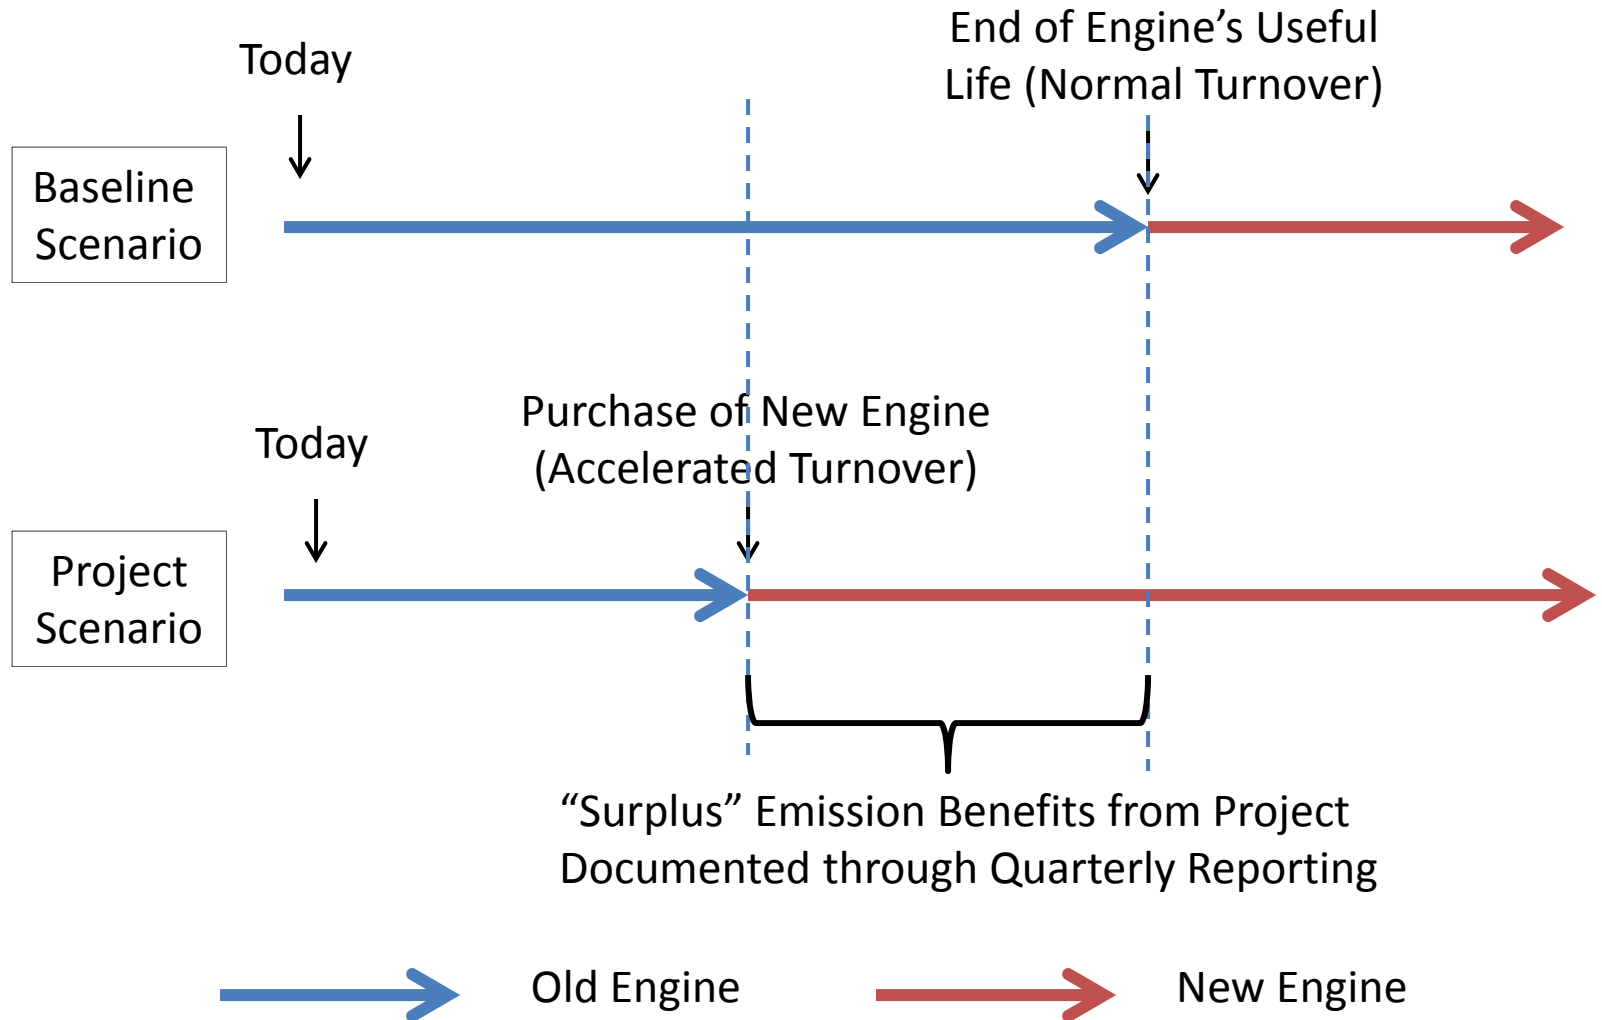 End of Engine’s Useful
Life (Normal Turnover)
Today
Baseline
Scenario
Purchase of New Engine
(Accelerated Turnover)
Today
Project
Scenario
“Surplus” Emission Benefits from Project
Documented through Quarterly Reporting
Old Engine
New Engine